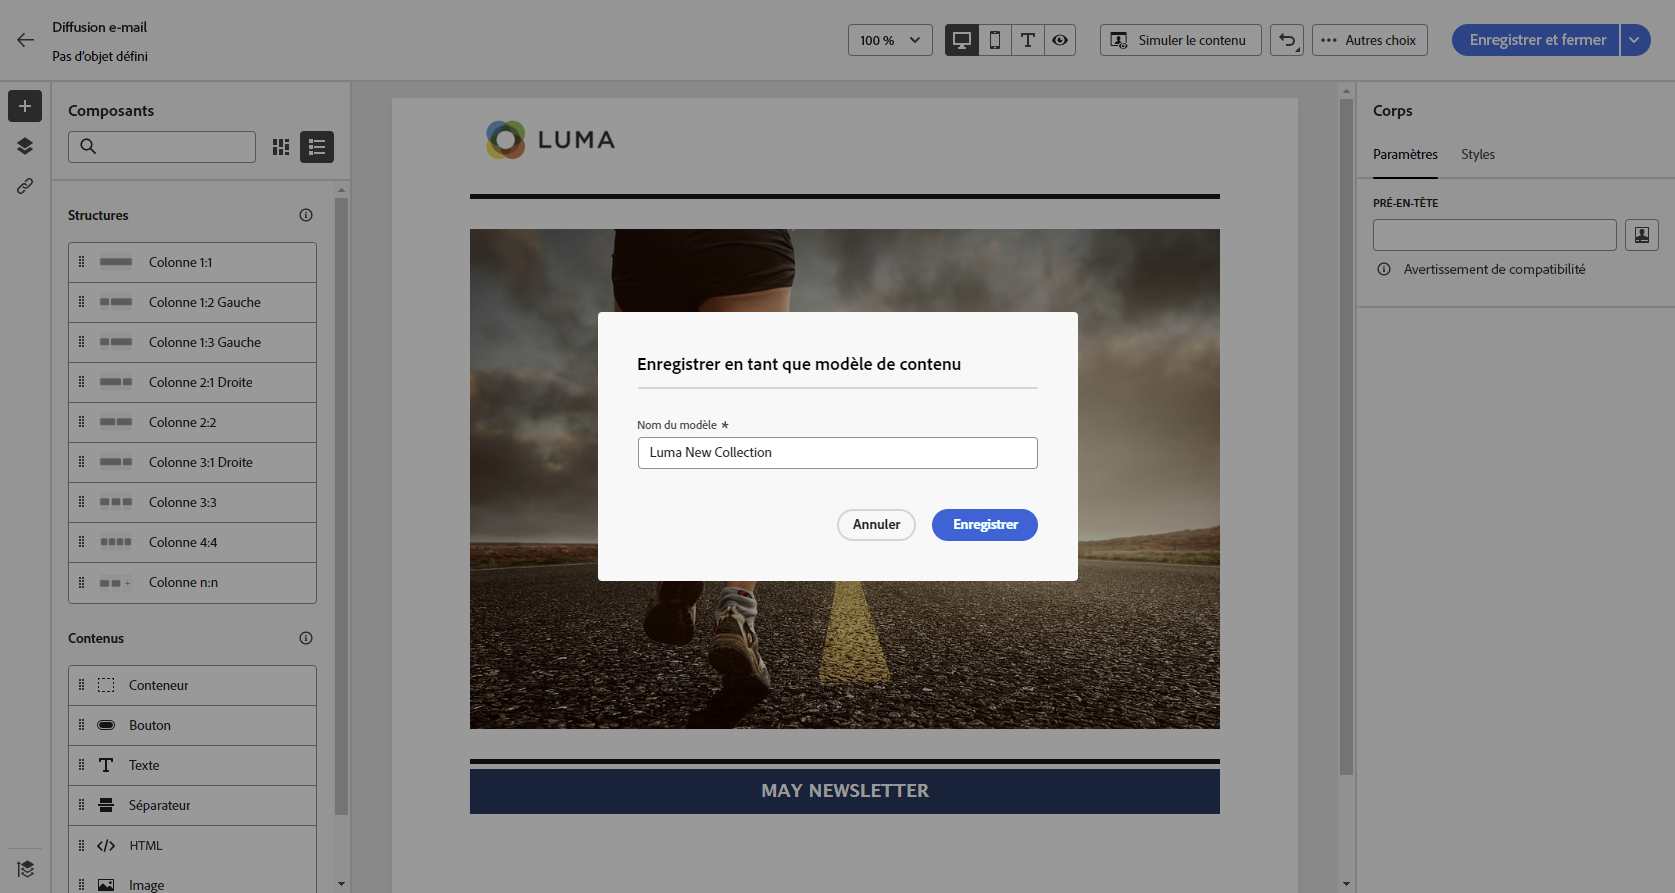 Diffusion e-mail
Pas d'objet défini
100 %
Simuler le contenu
Autres choix
Enregistrer et fermer
Composants
Structures
Colonne 1:1
Colonne 1:2 Gauche
Colonne 1:3 Gauche
Colonne 2:1 Droite
Colonne 2:2
Colonne 3:1 Droite
Colonne 3:3
Colonne 4:4
Colonne n:n
Contenus
Conteneur
Bouton
Texte
Séparateur
HTML
Image
LUMA
MAY NEWSLETTER
Enregistrer en tant que modèle de contenu
Nom du modèle *
Luma New Collection
Annuler
Enregistrer
Corps
Paramètres
Styles
PRÉ-EN-TÊTE
Avertissement de compatibilité